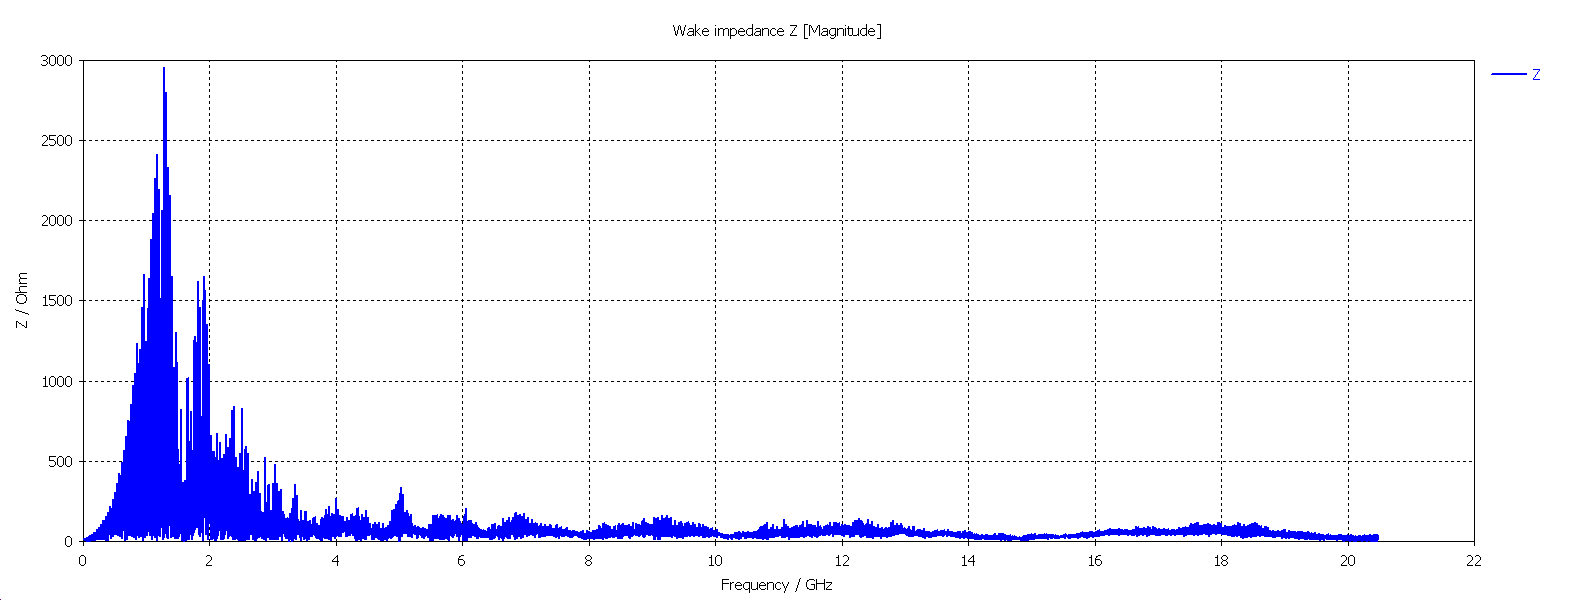 Wake impedance Z [Magnitude]
Z
3000
2500
2000
1500
1000
500
0
Z / Ohm
0 2 4 6 8 10 12 14 16 18 20 22
Frequency / GHz